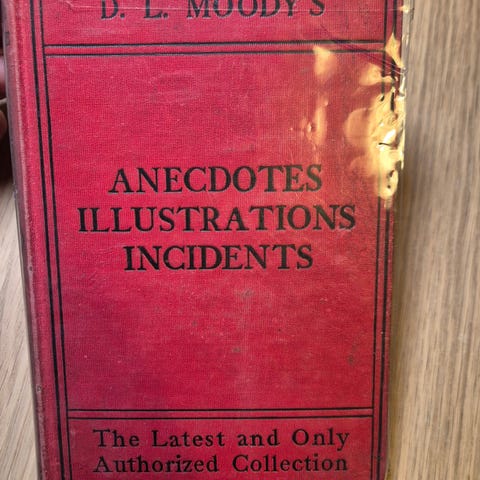 D. L. MOODY'S
ANECDOTES
ILLUSTRATIONS
INCIDENTS
The Latest and Only
Authorized Collection